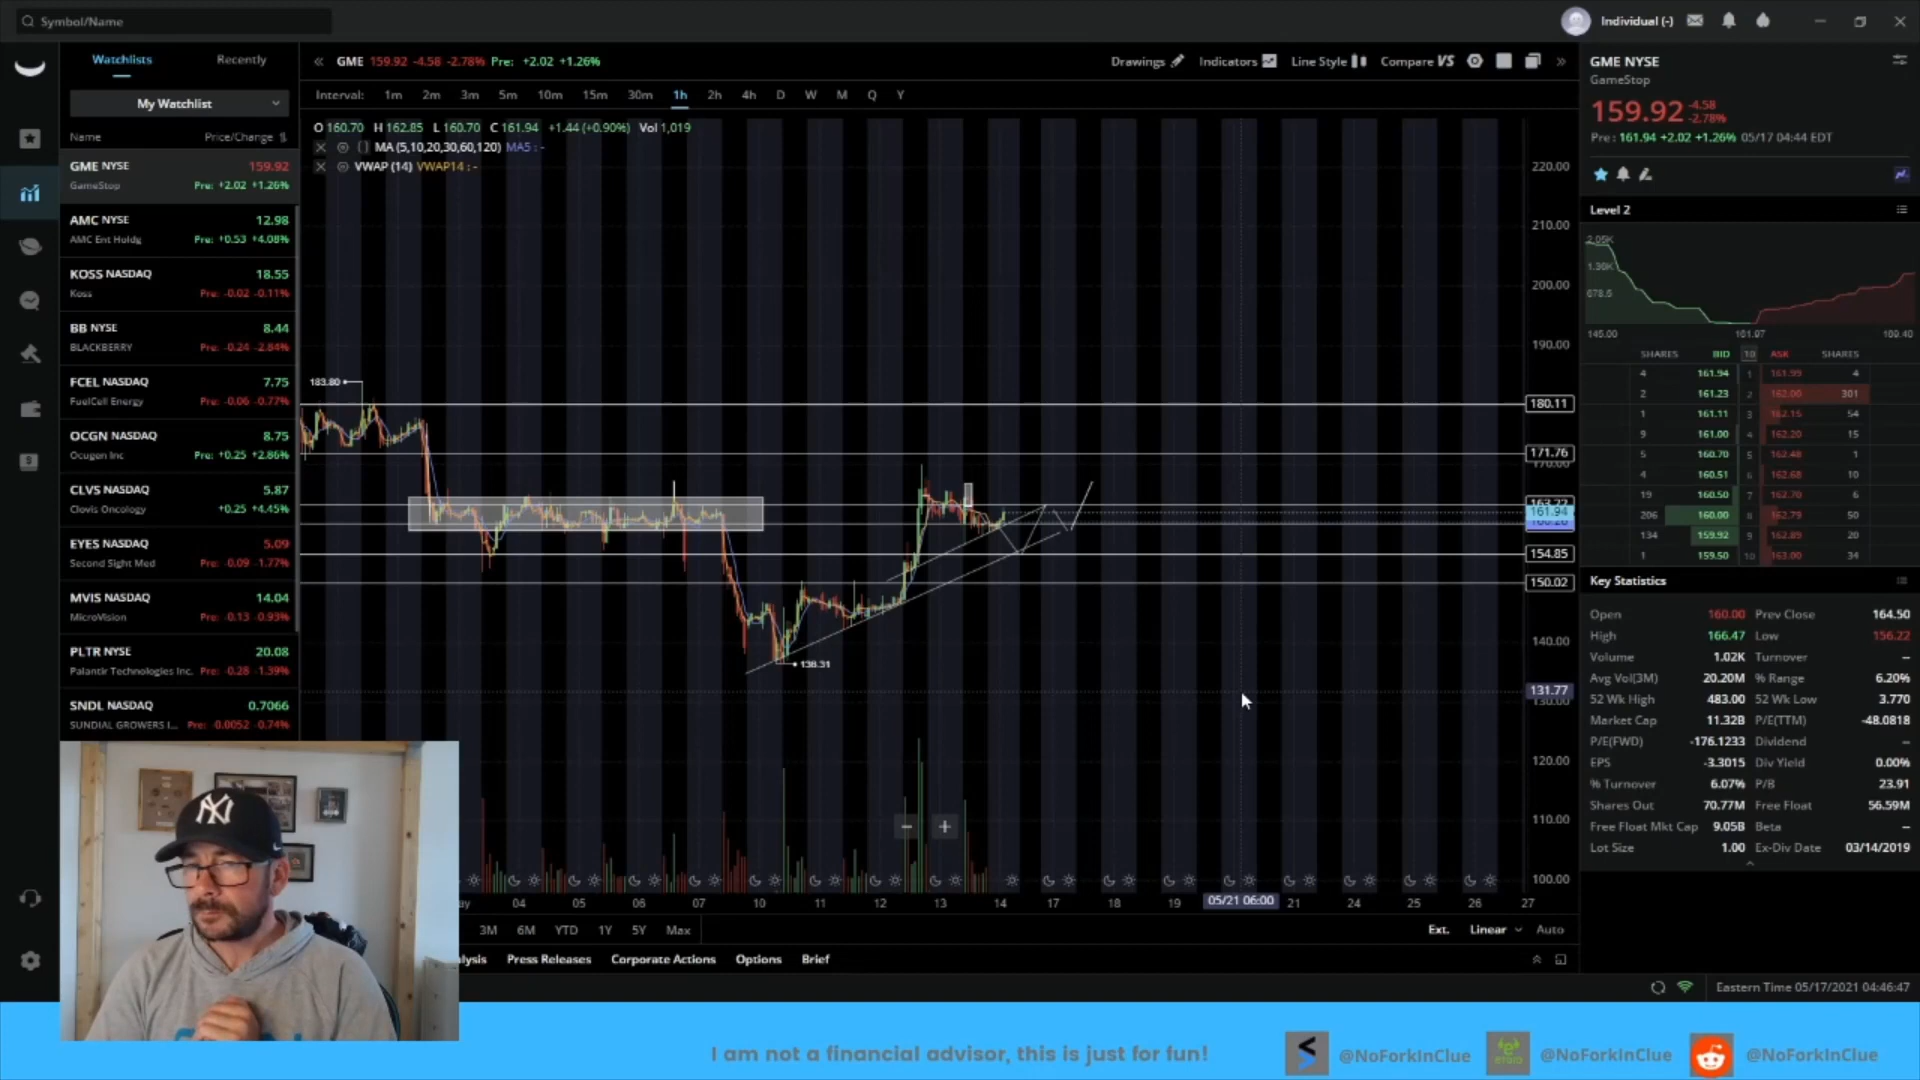 Symbol/Name
Individual (-)
Watchlists Recently
My Watchlist
Name Price/Change
GME NYSE 159.92
GameStop Pre: +2.02 +1.26%
AMC NYSE 12.98
AMC Ent Holdg Pre: +0.53 +4.08%
KOSS NASDAQ 18.55
Koss Pre: -0.02 -0.11%
BB NYSE 8.44
BLACKBERRY Pre: -0.24 -2.84%
FCEL NASDAQ 7.75
FuelCell Energy Pre: -0.06 -0.77%
OCGN NASDAQ 8.75
Ocugen Inc Pre: +0.25 +2.86%
CLVS NASDAQ 5.87
Clovis Oncology +0.25 +4.45%
EYES NASDAQ 5.09
Second Sight Med Pre: -0.09 -1.77%
MVIS NASDAQ 14.04
MicroVision Pre: -0.13 -0.93%
PLTR NYSE 20.08
Palantir Technologies Inc. Pre: -0.28 -1.39%
SNDL NASDAQ 0.7066
SUNDIAL GROWERS I... Pre: -0.0052 -0.74%
GME 159.92 -4.58 -2.78% Pre: +2.02 +1.26%
Drawings Indicators Line Style Compare VS
Interval: 1m 2m 3m 5m 10m 15m 30m 1h 2h 4h D W M Q Y
O 160.70 H 162.85 L 160.70 C 161.94 +1.44 (+0.90%) Vol 1,019
MA (5,10,20,30,60,120) MA5 : -
VWAP (14) VWAP14 : -
220.00
210.00
200.00
190.00
183.80
180.11
171.76
170.00
163.22
161.94
154.85
150.02
140.00
131.77
130.00
120.00
110.00
100.00
04 05 06 07 10 11 12 13 14 17 18 19 05/21 06:00 21 24 25 26 27
3M 6M YTD 1Y 5Y Max
Ext. Linear Auto
alysis Press Releases Corporate Actions Options Brief
GME NYSE
GameStop
159.92 -4.58
-2.78%
Pre: 161.94 +2.02 +1.26% 05/17 04:44 EDT
Level 2
2.05K
1.36K
678.5
145.00 161.97
SHARES BID 10 ASK SHARES
4 161.94 1 161.99 4
2 161.23 2 162.00 301
1 161.11 3 162.15 54
9 161.00 4 162.20 15
5 160.70 5 162.48 1
4 160.51 6 162.68 10
19 160.50 7 162.70 6
206 160.00 8 162.79 50
134 159.92 9 162.89 20
1 159.50 10 163.00 34
Key Statistics
Open 160.00 Prev Close 164.50
High 166.47 Low 156.22
Volume 1.02K Turnover --
Avg Vol(3M) 20.20M % Range 6.20%
52 Wk High 483.00 52 Wk Low 3.770
Market Cap 11.32B P/E(TTM) -48.0818
P/E(FWD) -176.1233 Dividend --
EPS -3.3015 Div Yield 0.00%
% Turnover 6.07% P/B 23.91
Shares Out 70.77M Free Float 56.59M
Free Float Mkt Cap 9.05B Beta --
Lot Size 1.00 Ex-Div Date 03/14/2019
Eastern Time 05/17/2021 04:46:47
NY
I am not a financial advisor, this is just for fun!
@NoForkInClue
@NoForkInClue
@NoForkInClue